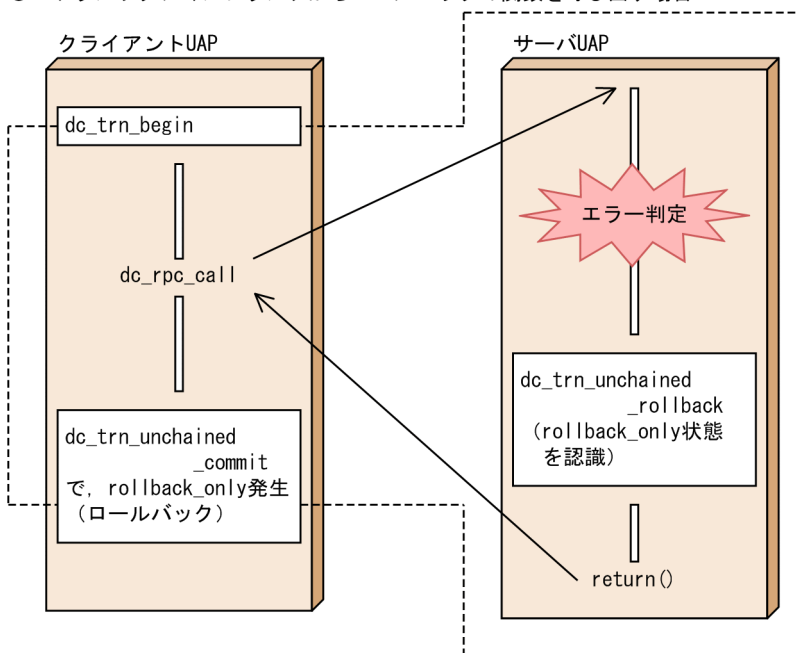 クライアントUAP
サーバUAP
dc_trn_begin
エラー判定
dc_rpc_call
dc_trn_unchained
_rollback
（rollback_only状態
を認識）
dc_trn_unchained
_commit
で，rollback_only発生
（ロールバック）
return()